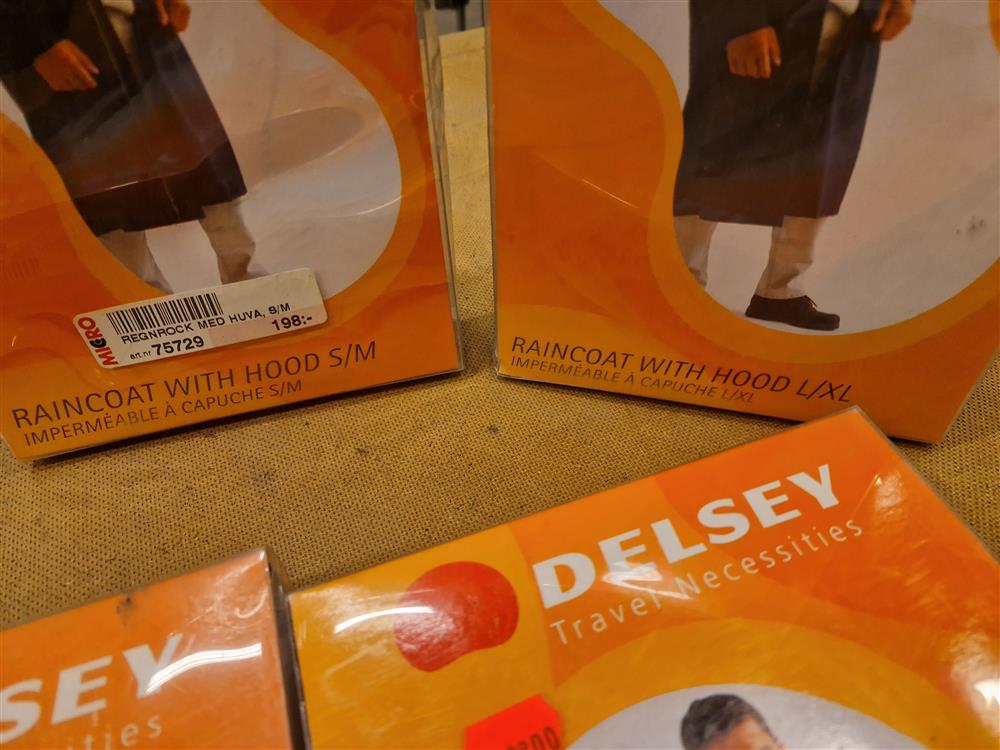 MICRO
REGNROCK MED HUVA, S/M
art.nr 75729
198:-
RAINCOAT WITH HOOD S/M
IMPERMÉABLE À CAPUCHE S/M
RAINCOAT WITH HOOD L/XL
IMPERMÉABLE À CAPUCHE L/XL
DELSEY
Travel Necessities
SEY
ities